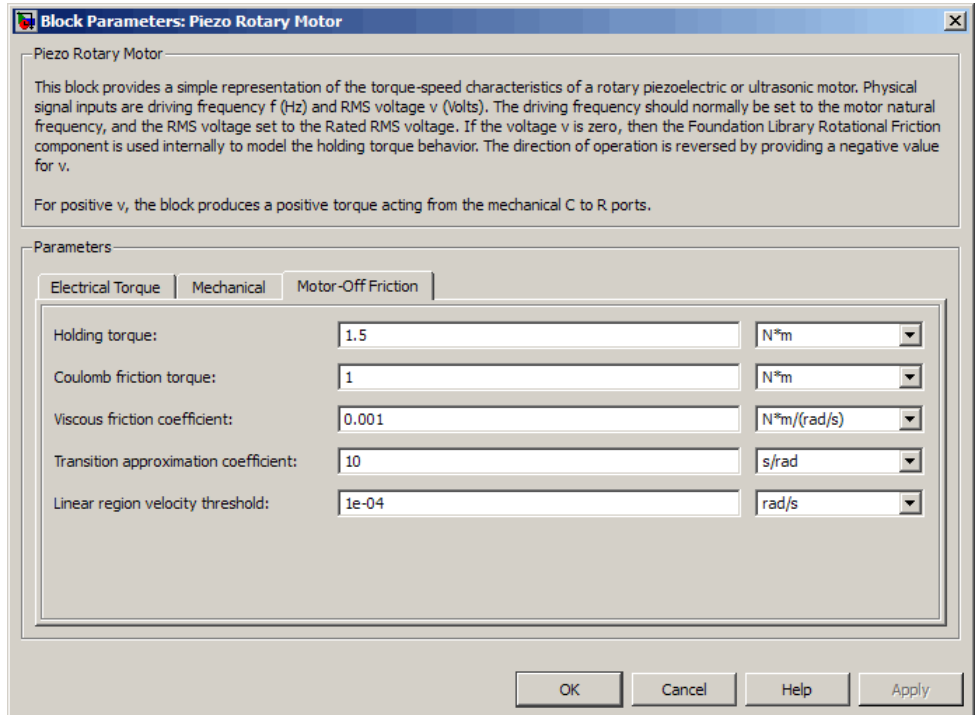 Block Parameters: Piezo Rotary Motor
Piezo Rotary Motor
This block provides a simple representation of the torque-speed characteristics of a rotary piezoelectric or ultrasonic motor. Physical
signal inputs are driving frequency f (Hz) and RMS voltage v (Volts). The driving frequency should normally be set to the motor natural
frequency, and the RMS voltage set to the Rated RMS voltage. If the voltage v is zero, then the Foundation Library Rotational Friction
component is used internally to model the holding torque behavior. The direction of operation is reversed by providing a negative value
for v.
For positive v, the block produces a positive torque acting from the mechanical C to R ports.
Parameters
Electrical Torque Mechanical Motor-Off Friction
Holding torque: 1.5 N*m
Coulomb friction torque: 1 N*m
Viscous friction coefficient: 0.001 N*m/(rad/s)
Transition approximation coefficient: 10 s/rad
Linear region velocity threshold: 1e-04 rad/s
OK Cancel Help Apply